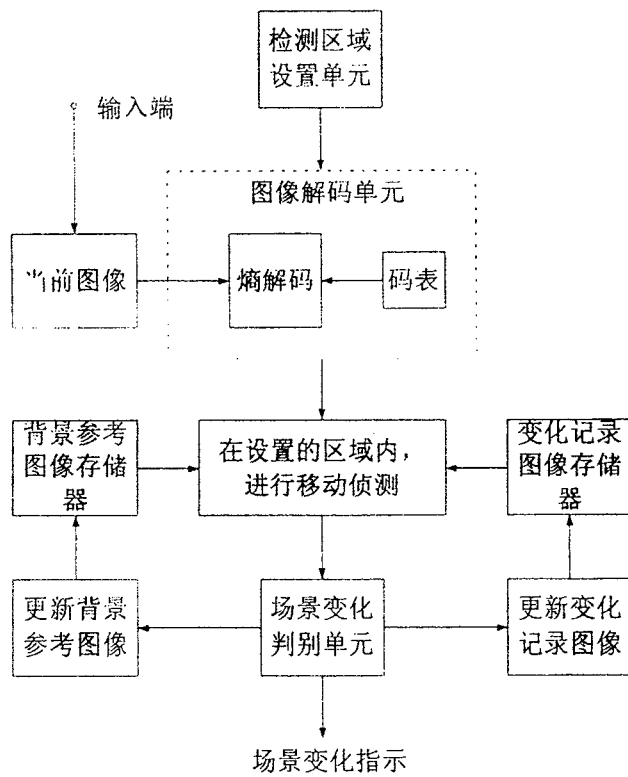 检测区域
设置单元
输入端
图像解码单元
当前图像
熵解码
码表
背景参考
图像存储
器
在设置的区域内，
进行移动侦测
变化记录
图像存储
器
更新背景
参考图像
场景变化
判别单元
更新变化
记录图像
场景变化指示